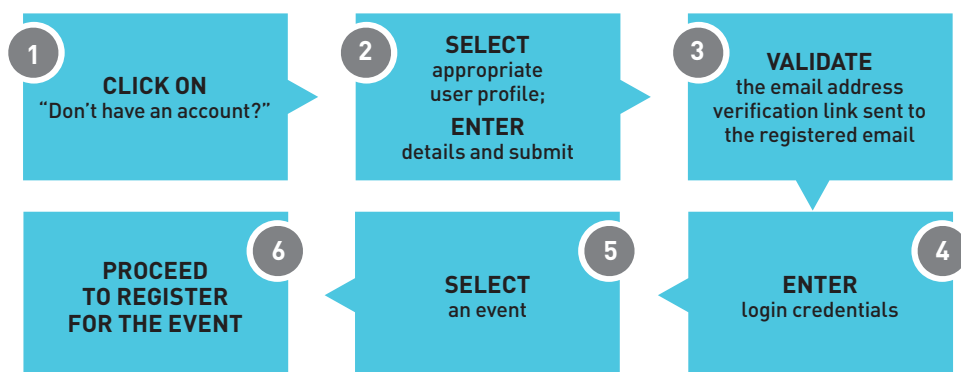 1
CLICK ON
“Don’t have an account?”
2
SELECT
appropriate
user profile;
ENTER
details and submit
3
VALIDATE
the email address
verification link sent to
the registered email
4
ENTER
login credentials
5
SELECT
an event
6
PROCEED
TO REGISTER
FOR THE EVENT